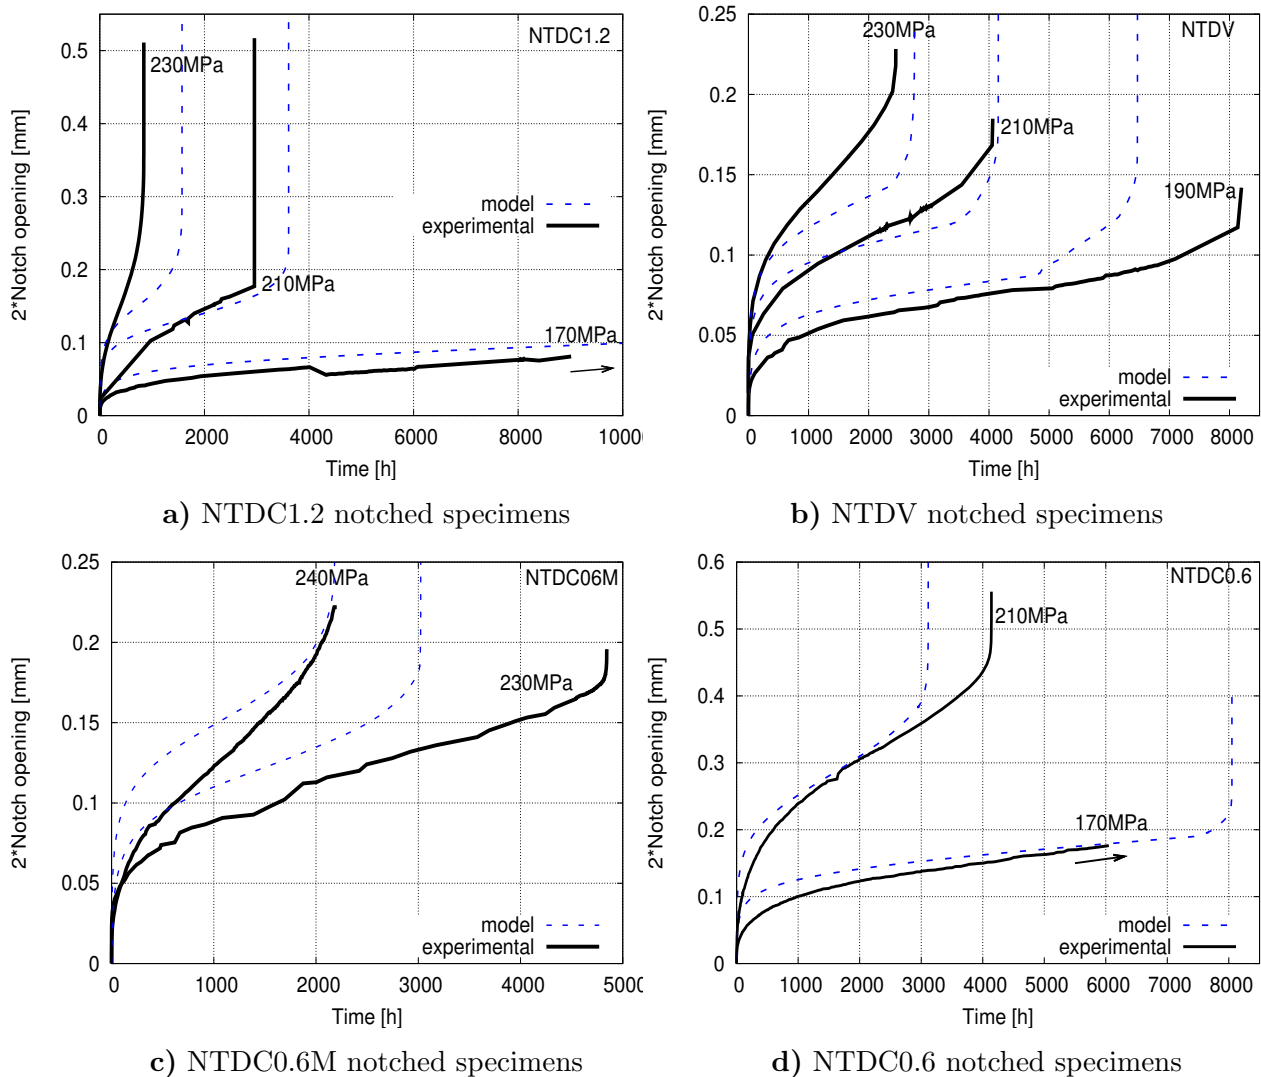 0.5
0.4
0.3
0.2
0.1
0
2*Notch opening [mm]
NTDC1.2
230MPa
model
experimental
210MPa
170MPa
0 2000 4000 6000 8000 1000
Time [h]
a) NTDC1.2 notched specimens
0.25
0.2
0.15
0.1
0.05
0
2*Notch opening [mm]
230MPa
NTDV
210MPa
190MPa
model
experimental
0 1000 2000 3000 4000 5000 6000 7000 8000
Time [h]
b) NTDV notched specimens
0.25
0.2
0.15
0.1
0.05
0
2*Notch opening [mm]
240MPa
NTDC06M
230MPa
model
experimental
0 1000 2000 3000 4000 500
Time [h]
c) NTDC0.6M notched specimens
0.6
0.5
0.4
0.3
0.2
0.1
0
2*Notch opening [mm]
NTDC0.6
210MPa
170MPa
model
experimental
0 1000 2000 3000 4000 5000 6000 7000 8000
Time [h]
d) NTDC0.6 notched specimens